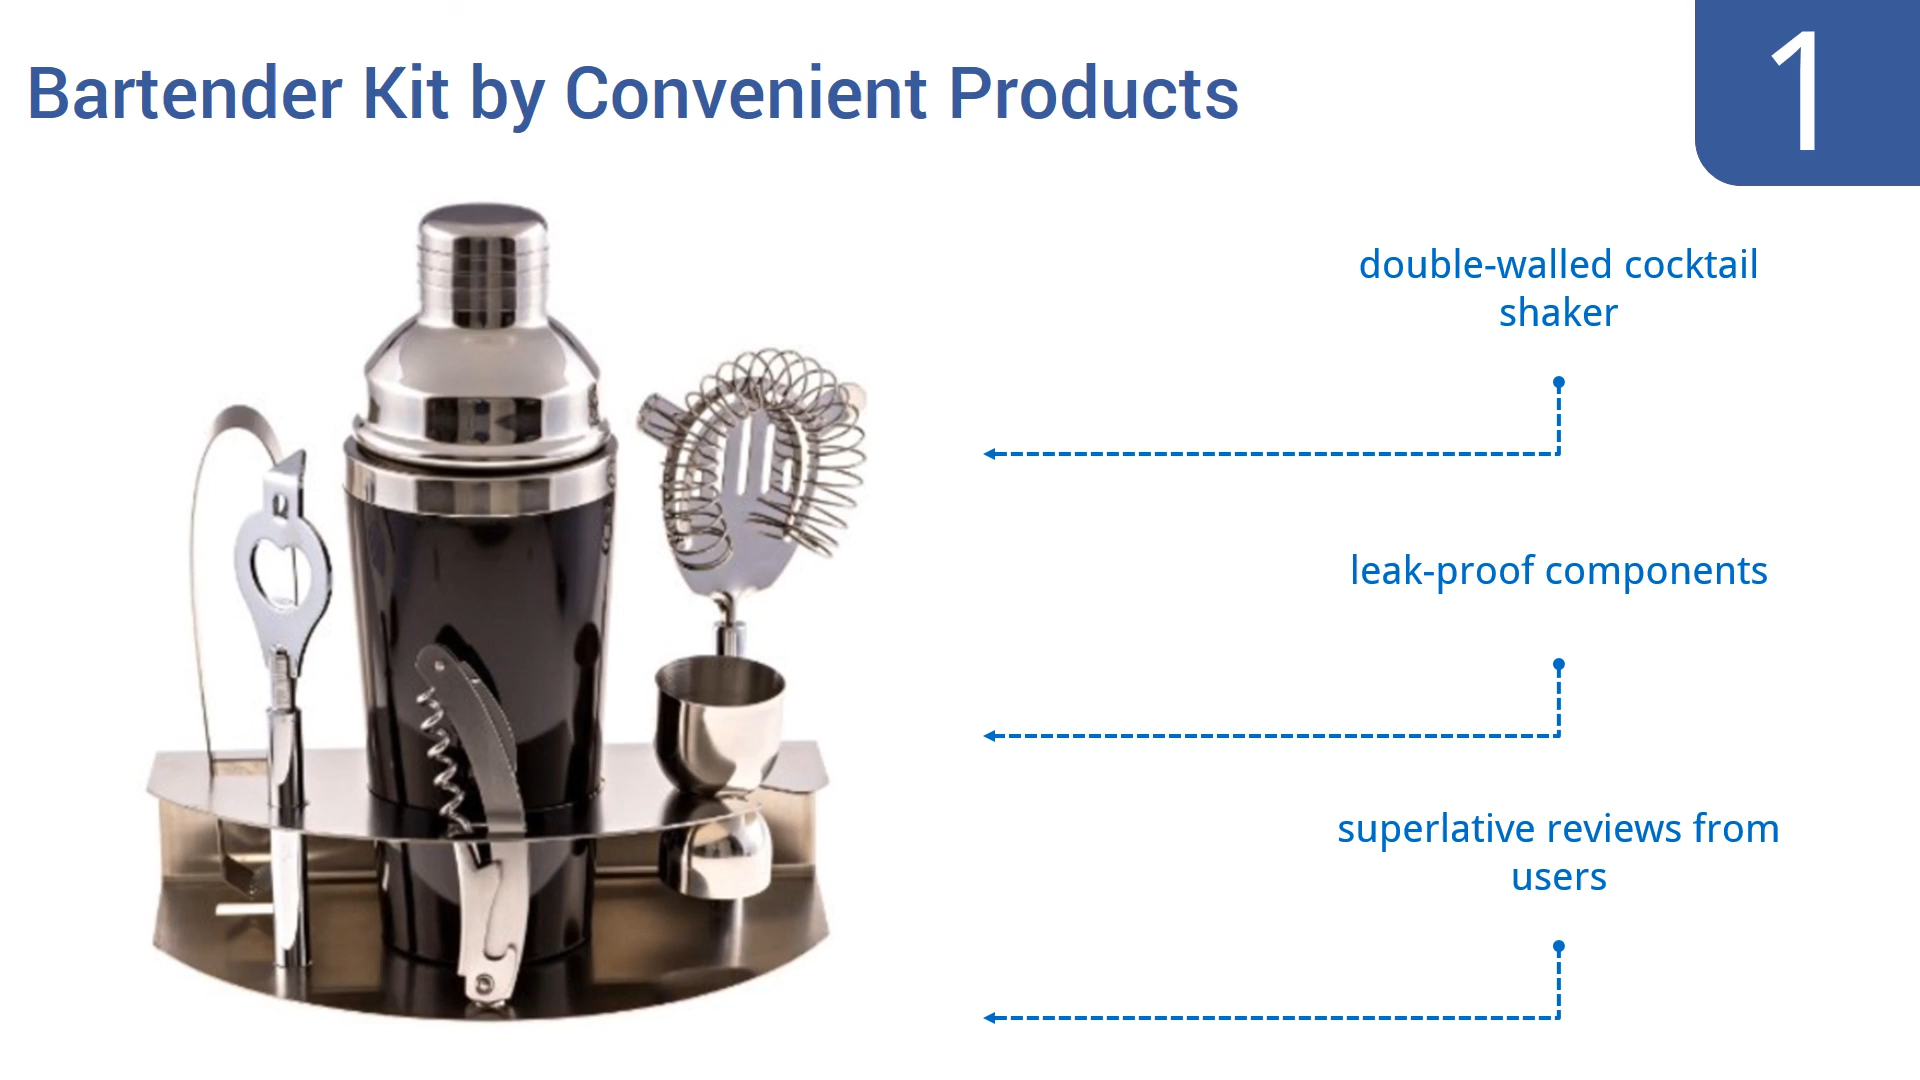 Bartender Kit by Convenient Products
1
double-walled cocktail
shaker
leak-proof components
superlative reviews from
users